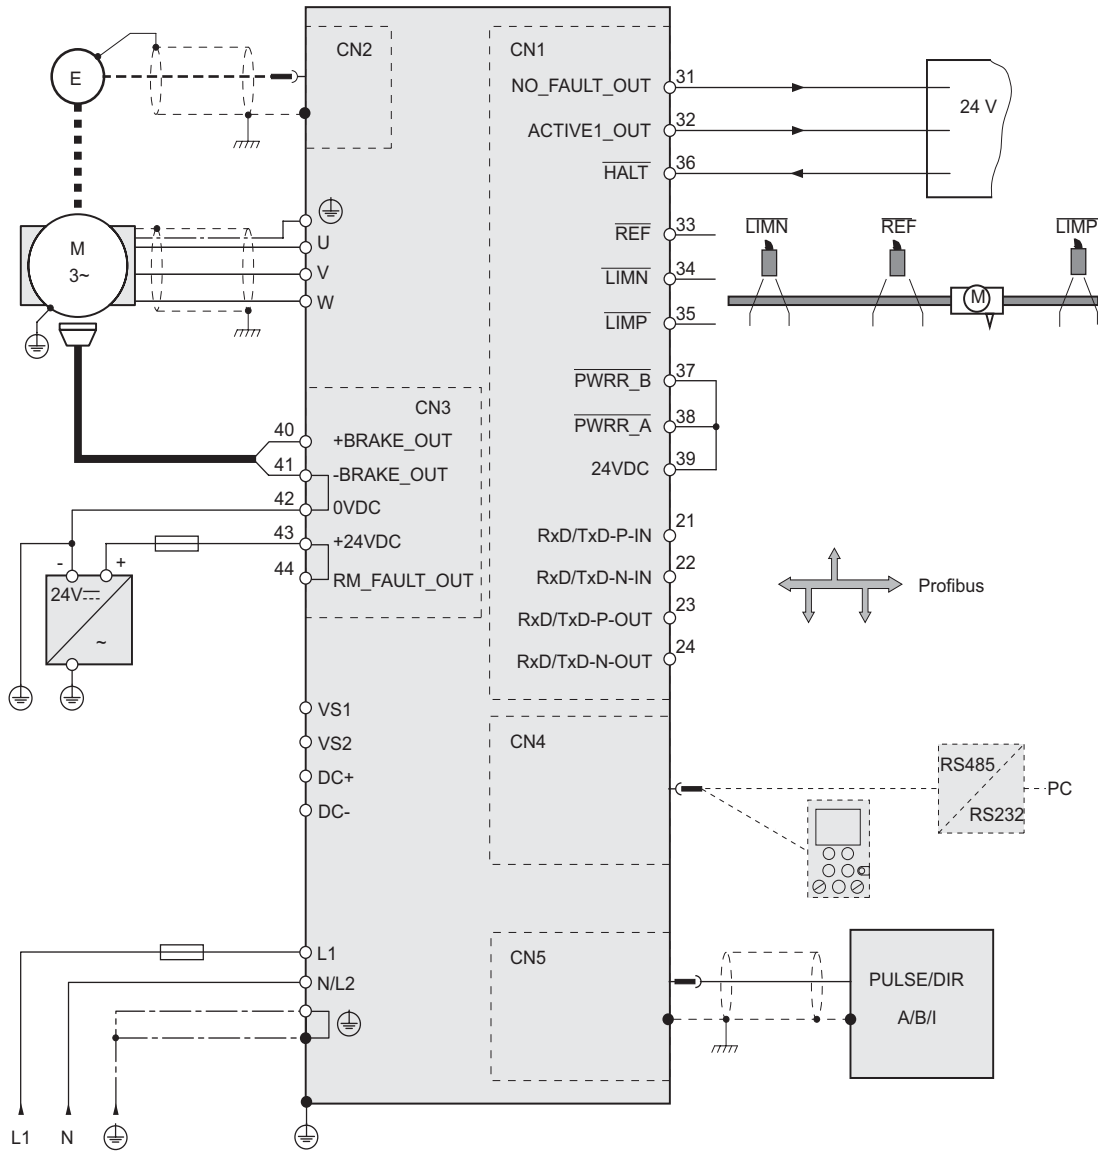 E
CN2
CN1
NO_FAULT_OUT 31
ACTIVE1_OUT 32
HALT 36
24 V
REF 33
LIMN 34
LIMP 35
LIMN REF LIMP
M
M
3~
U
V
W
PWRR_B 37
PWRR_A 38
24VDC 39
CN3
40 +BRAKE_OUT
41 -BRAKE_OUT
42 0VDC
43 +24VDC
44 RM_FAULT_OUT
- +
24V
~
RxD/TxD-P-IN 21
RxD/TxD-N-IN 22
RxD/TxD-P-OUT 23
RxD/TxD-N-OUT 24
Profibus
VS1
VS2
DC+
DC-
CN4
RS485
RS232
PC
L1
N/L2
CN5
PULSE/DIR
A/B/I
L1 N